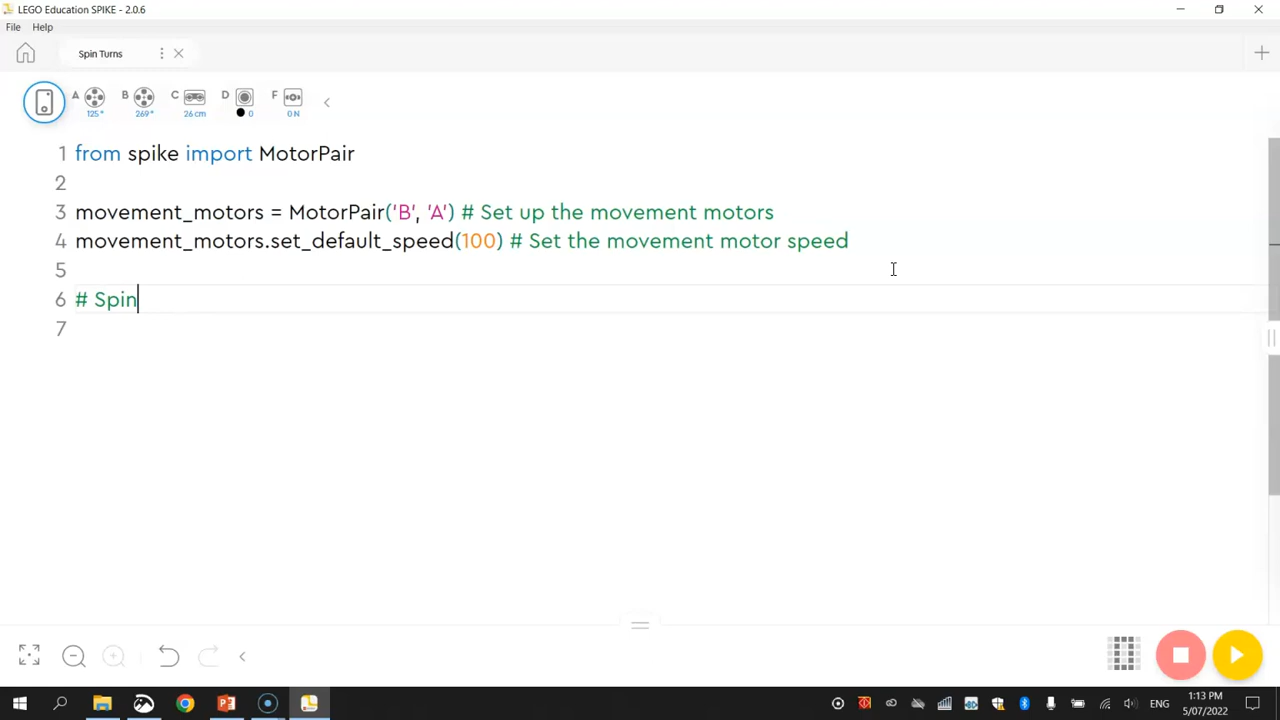 LEGO Education SPIKE - 2.0.6
File Help
Spin Turns
A B C D F
125° 269° 26 cm 0 0 N
1 from spike import MotorPair
2
3 movement_motors = MotorPair('B', 'A') # Set up the movement motors
4 movement_motors.set_default_speed(100) # Set the movement motor speed
5
6 # Spin
7
1:13 PM
ENG
5/07/2022